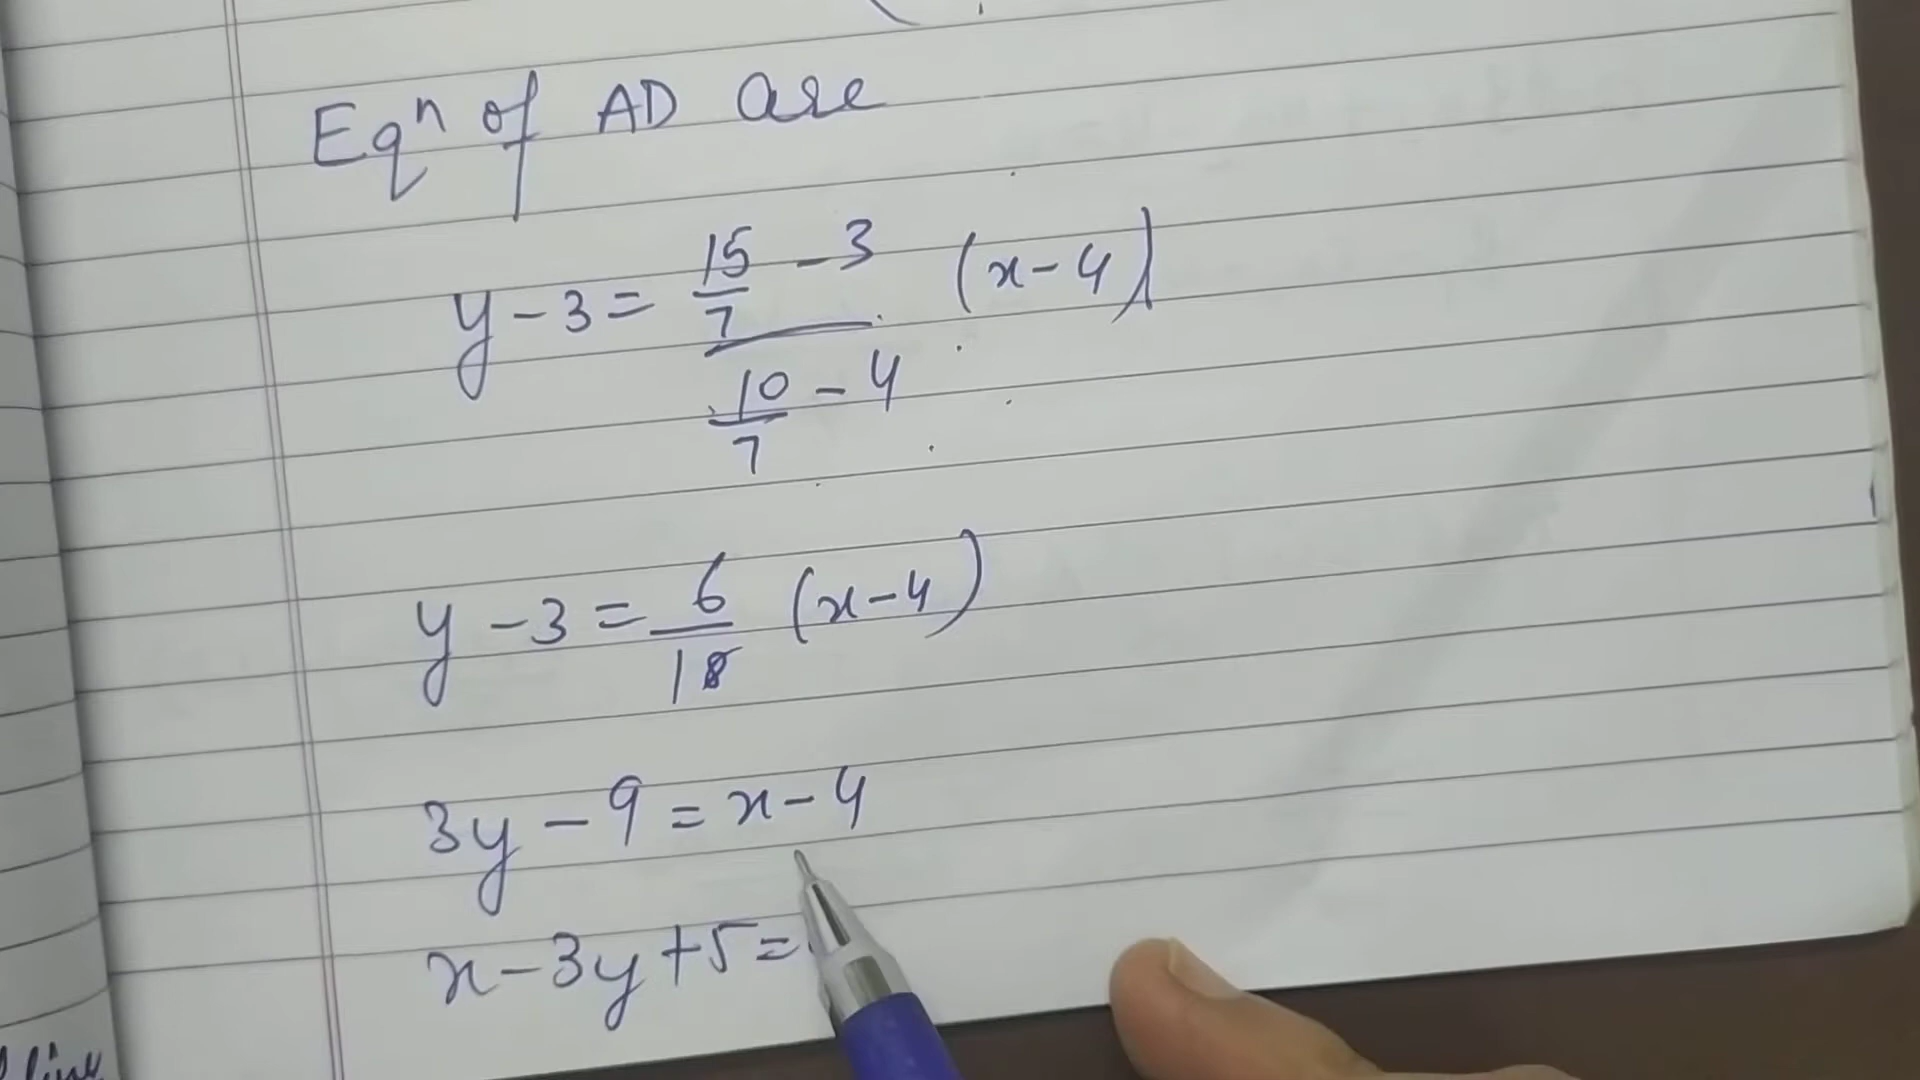 Eqⁿ of AD are
y - 3 = (15/7 - 3)/(10/7 - 4) (x - 4)
y - 3 = 6/18 (x - 4)
3y - 9 = x - 4
x - 3y + 5 =